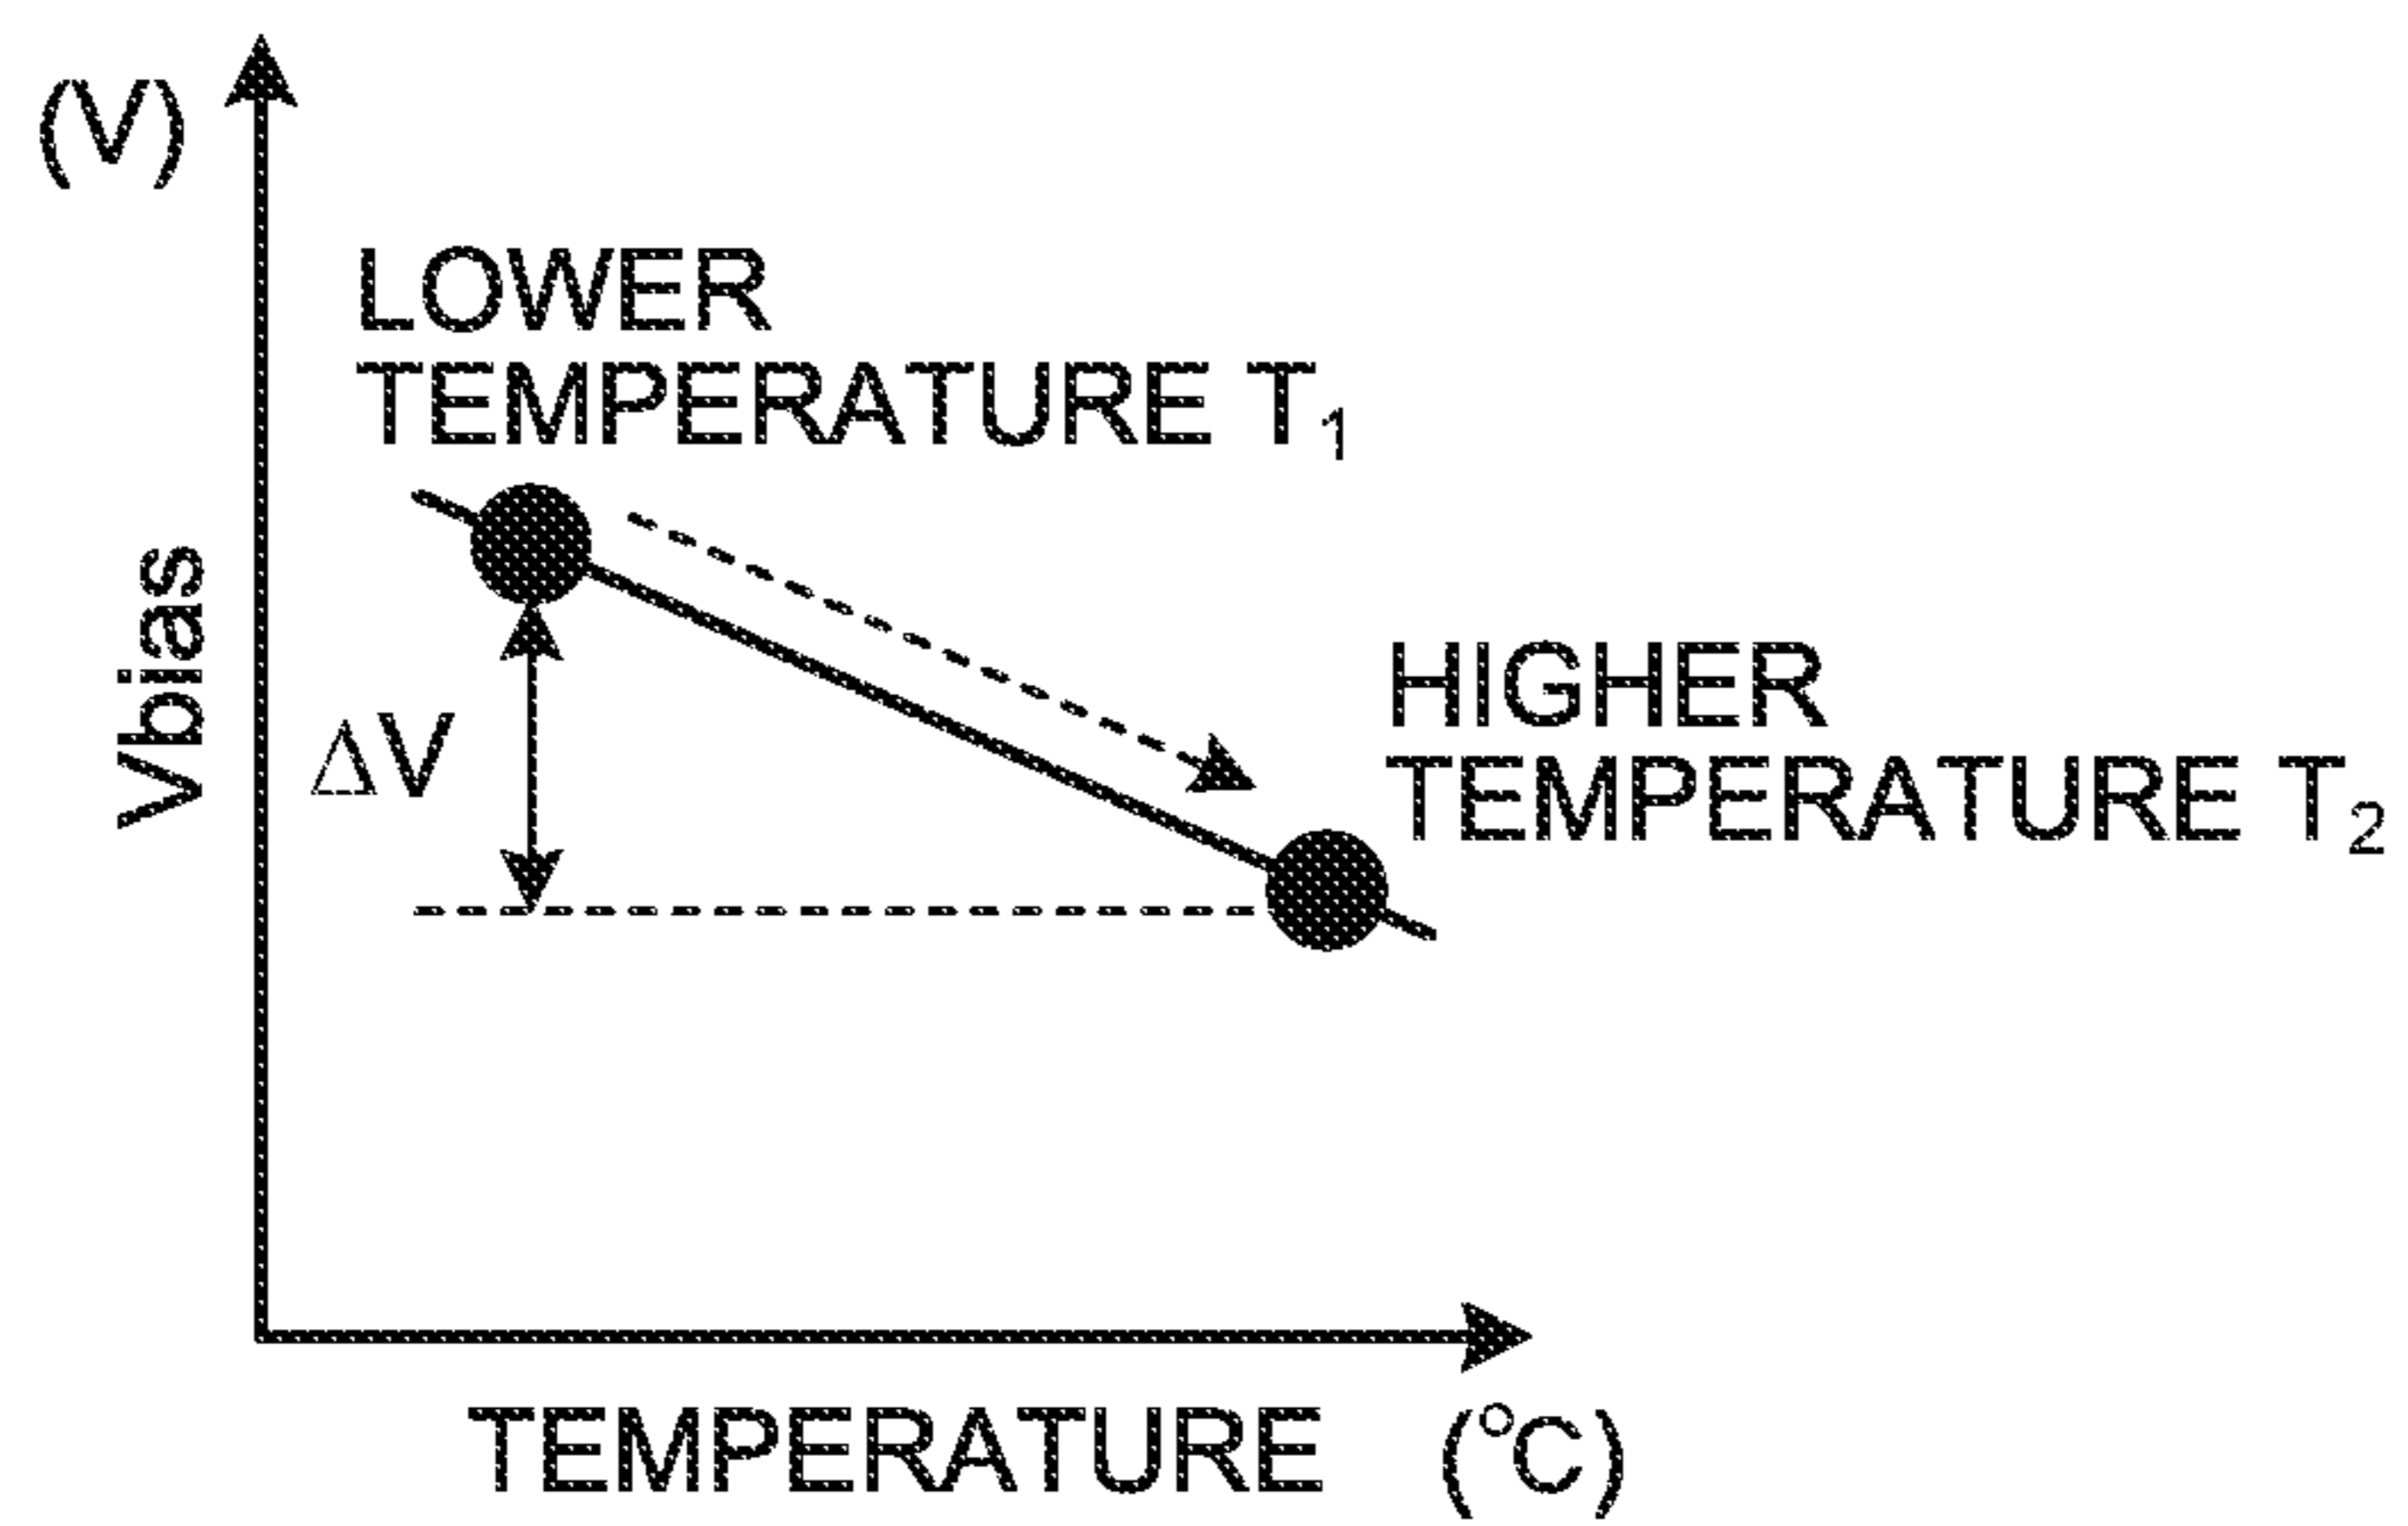 (V)
LOWER
TEMPERATURE T₁
Vbias
ΔV
HIGHER
TEMPERATURE T₂
TEMPERATURE (°C)